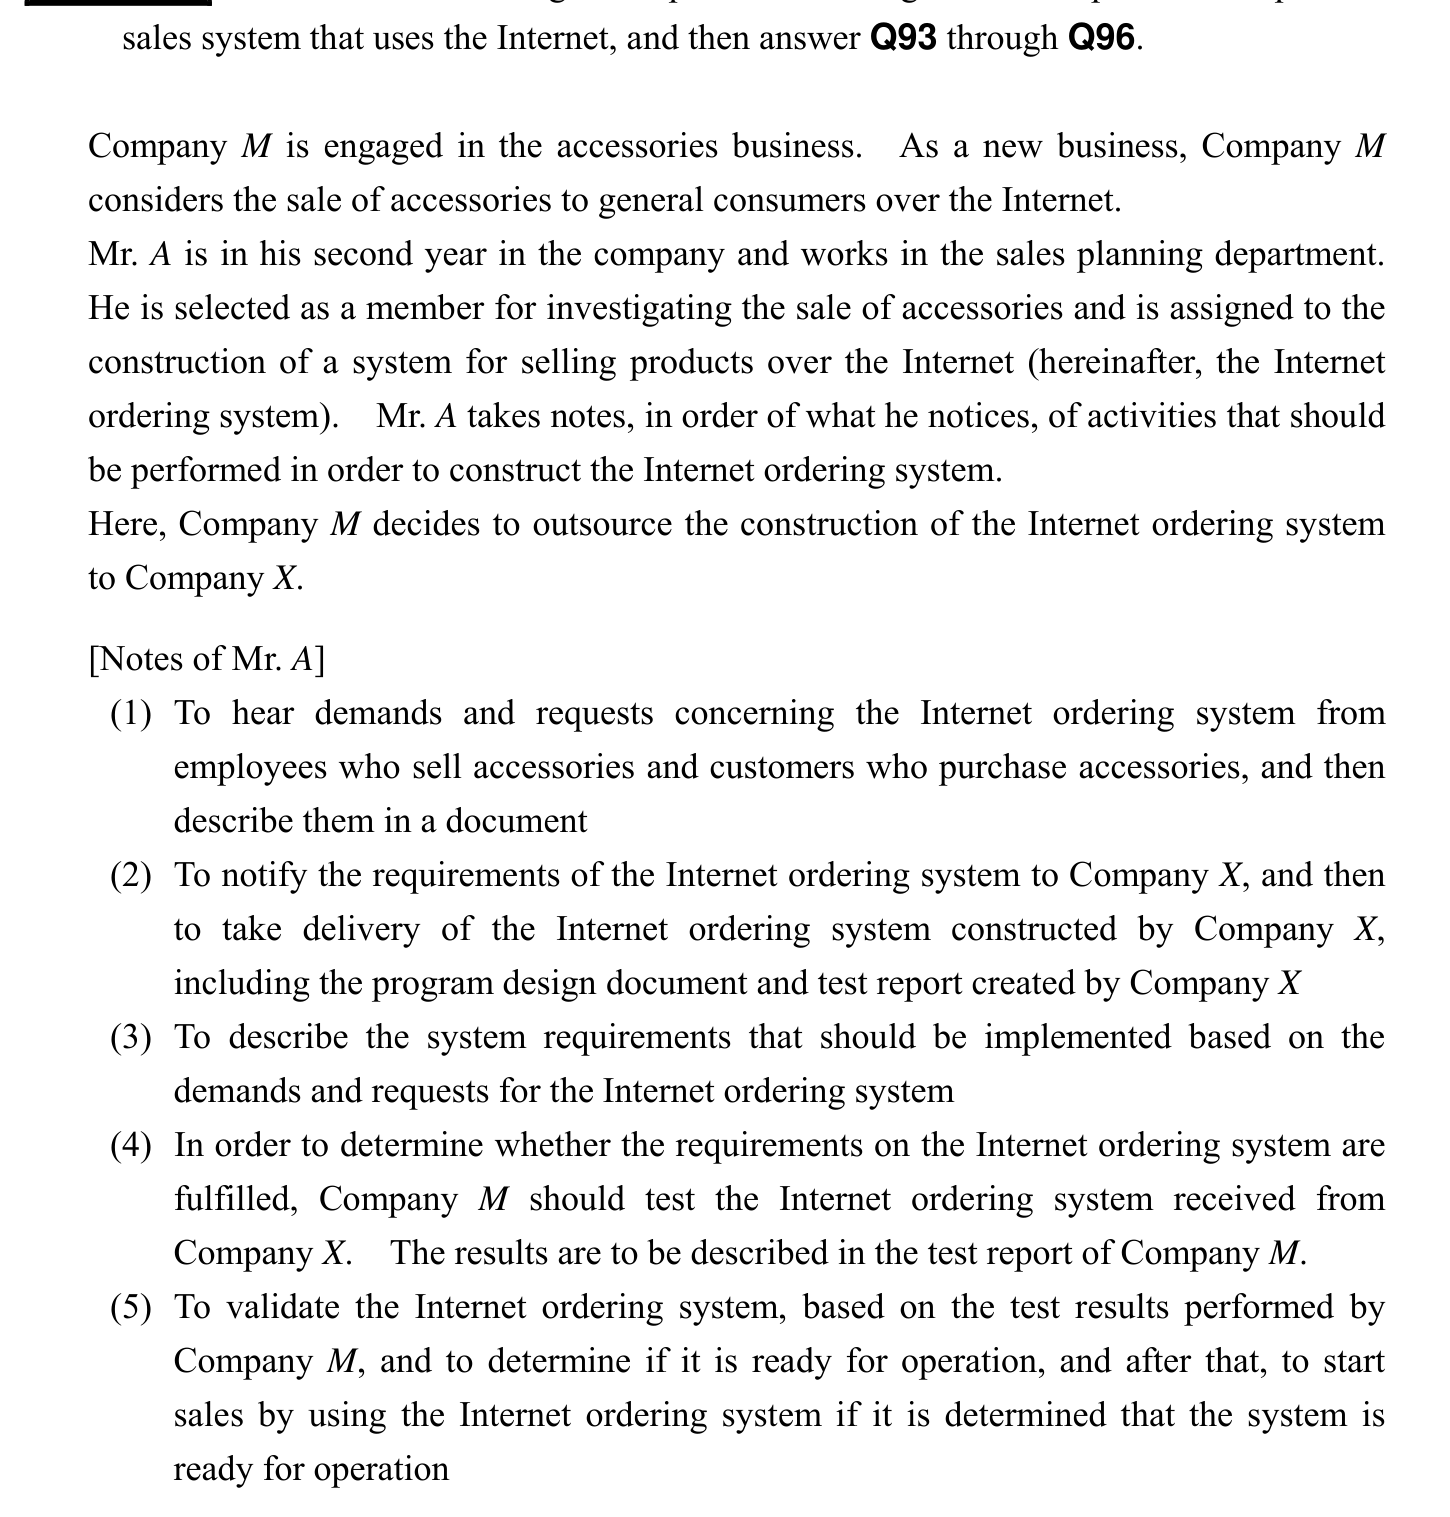 sales system that uses the Internet, and then answer Q93 through Q96.
Company M is engaged in the accessories business. As a new business, Company M
considers the sale of accessories to general consumers over the Internet.
Mr. A is in his second year in the company and works in the sales planning department.
He is selected as a member for investigating the sale of accessories and is assigned to the
construction of a system for selling products over the Internet (hereinafter, the Internet
ordering system). Mr. A takes notes, in order of what he notices, of activities that should
be performed in order to construct the Internet ordering system.
Here, Company M decides to outsource the construction of the Internet ordering system
to Company X.
[Notes of Mr. A]
(1) To hear demands and requests concerning the Internet ordering system from
employees who sell accessories and customers who purchase accessories, and then
describe them in a document
(2) To notify the requirements of the Internet ordering system to Company X, and then
to take delivery of the Internet ordering system constructed by Company X,
including the program design document and test report created by Company X
(3) To describe the system requirements that should be implemented based on the
demands and requests for the Internet ordering system
(4) In order to determine whether the requirements on the Internet ordering system are
fulfilled, Company M should test the Internet ordering system received from
Company X. The results are to be described in the test report of Company M.
(5) To validate the Internet ordering system, based on the test results performed by
Company M, and to determine if it is ready for operation, and after that, to start
sales by using the Internet ordering system if it is determined that the system is
ready for operation